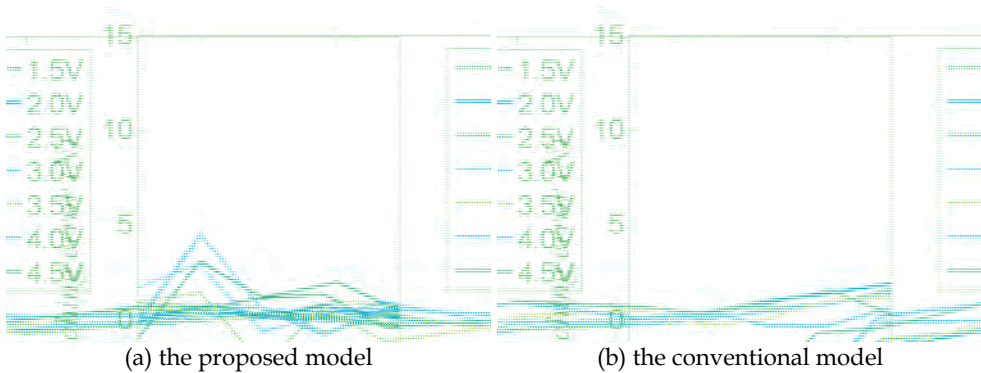 15
1.5V
2.0V
2.5V
10
3.0V
3.5V
5
4.0V
4.5V
0
(a) the proposed model
15
1.5V
2.0V
2.5V
10
3.0V
3.5V
5
4.0V
4.5V
0
(b) the conventional model